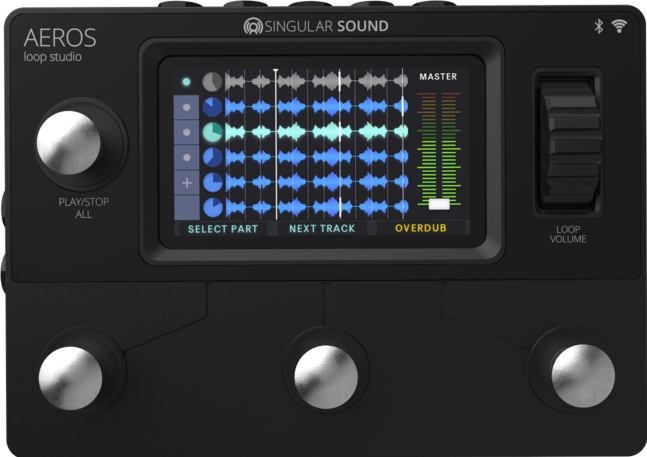 SINGULAR SOUND
AEROS
loop studio
MASTER
PLAY/STOP
ALL
SELECT PART
NEXT TRACK
OVERDUB
LOOP
VOLUME